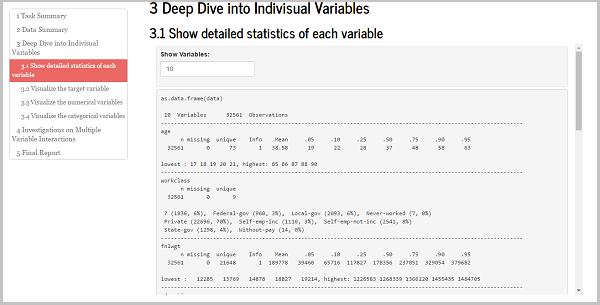 1 Task Summary
2 Data Summary
3 Deep Dive into Indivisual
Variables
3.1 Show detailed statistics of each
variable
3.2 Visualize the target variable
3.3 Visualize the numerical variables
3.4 Visualize the categorical variables
4 Investigations on Multiple
Variable Interactions
5 Final Report
3 Deep Dive into Indivisual Variables
3.1 Show detailed statistics of each variable
Show Variables:
10
as.data.frame(data)
10 Variables 32561 Observations
age
n missing unique Info Mean .05 .10 .25 .50 .75 .90 .95
32561 0 73 1 38.58 19 22 28 37 48 58 63
lowest : 17 18 19 20 21, highest: 85 86 87 88 90
workclass
n missing unique
32561 0 9
? (1836, 6%), Federal-gov (960, 3%), Local-gov (2093, 6%), Never-worked (7, 0%)
Private (22696, 70%), Self-emp-inc (1116, 3%), Self-emp-not-inc (2541, 8%)
State-gov (1298, 4%), Without-pay (14, 0%)
fnlwgt
n missing unique Info Mean .05 .10 .25 .50 .75 .90 .95
32561 0 21648 1 189778 39460 65716 117827 178356 237051 329054 379682
lowest : 12285 13769 14878 18827 19214, highest: 1226583 1268339 1366120 1455435 1484705